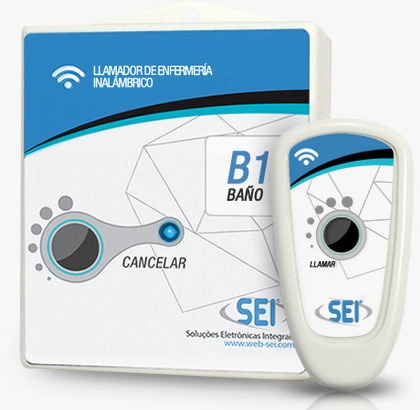 LLAMADOR DE ENFERMERÍA
INALÁMBRICO
B1
BAÑO
CANCELAR
SEI
Soluções Eletrônicas Integra
www.web-sei.com
LLAMAR
SEI